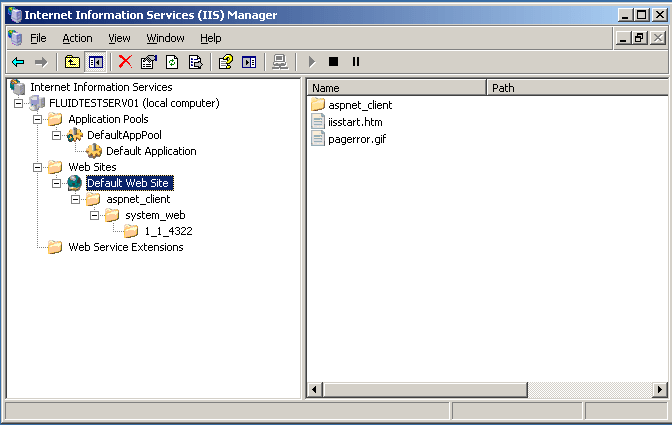 Internet Information Services (IIS) Manager
File Action View Window Help
Internet Information Services
FLUIDTESTSERV01 (local computer)
Application Pools
DefaultAppPool
Default Application
Web Sites
Default Web Site
aspnet_client
system_web
1_1_4322
Web Service Extensions
Name Path
aspnet_client
iisstart.htm
pagerror.gif